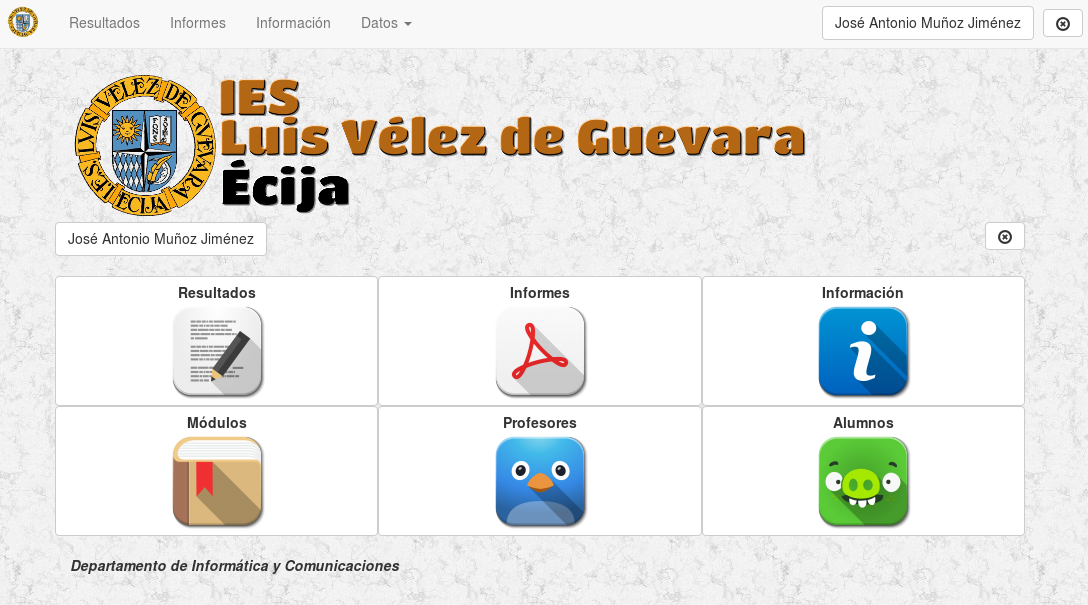 Resultados Informes Información Datos José Antonio Muñoz Jiménez
IES
Luis Vélez de Guevara
Écija
I.E.S. LUIS VELEZ DE GUEVARA ECIJA
José Antonio Muñoz Jiménez
Resultados Informes Información
Módulos Profesores Alumnos
Departamento de Informática y Comunicaciones